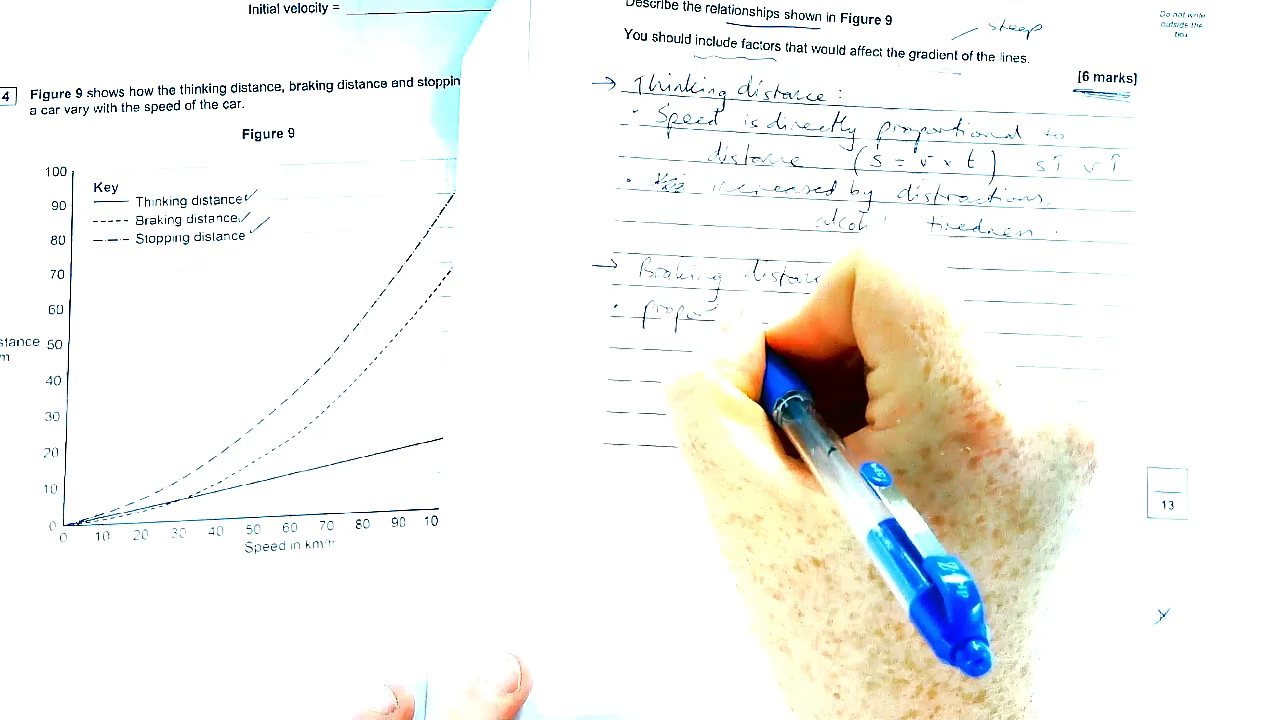 Initial velocity =
4
Figure 9 shows how the thinking distance, braking distance and stoppin
a car vary with the speed of the car.
Figure 9
Key
Thinking distance
Braking distance
Stopping distance
100
90
80
70
60
50
40
30
20
10
0
stance
m
0 10 20 30 40 50 60 70 80 90 10
Speed in km/h
Describe the relationships shown in Figure 9
steep
You should include factors that would affect the gradient of the lines.
[6 marks]
Do not write
outside the
box
→ Thinking distance :
· Speed is directly proportional to
distance (s = v × t) s↑ v↑
· increased by distractions,
alcoh tiredness .
→ Braking distanc
· propor
13